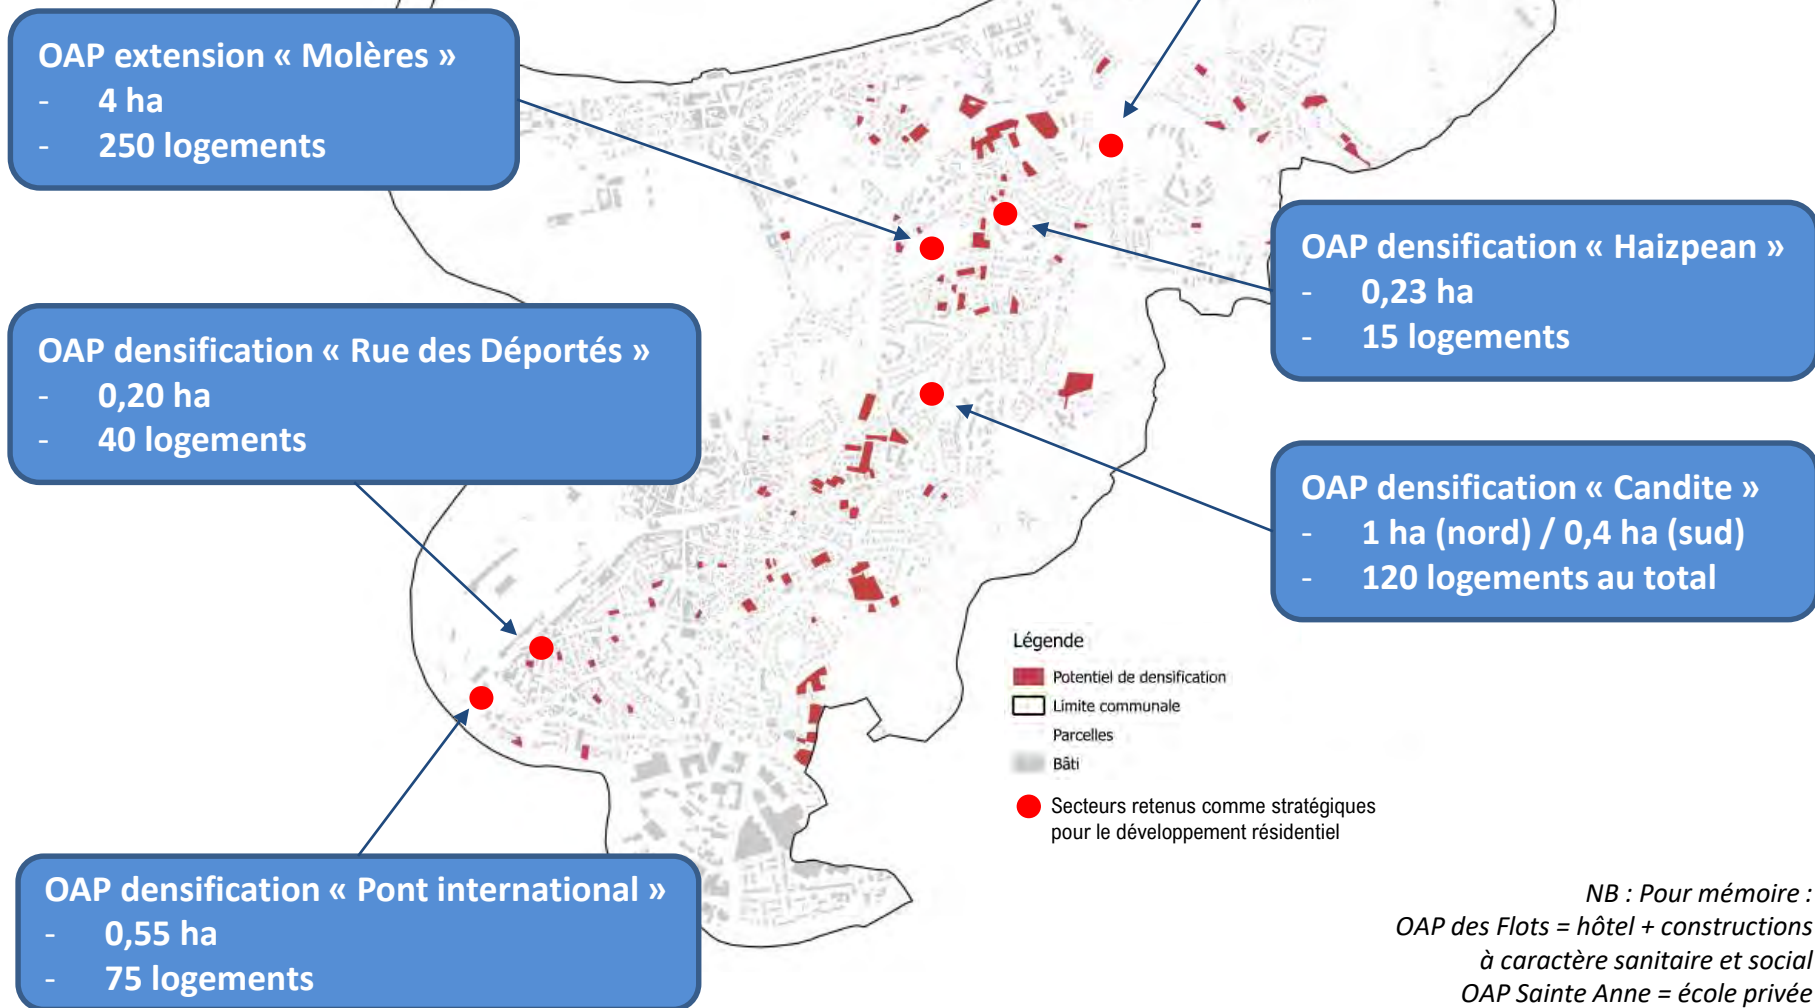 OAP extension « Molères »
- 4 ha
- 250 logements
OAP densification « Haizpean »
- 0,23 ha
- 15 logements
OAP densification « Rue des Déportés »
- 0,20 ha
- 40 logements
OAP densification « Candite »
- 1 ha (nord) / 0,4 ha (sud)
- 120 logements au total
Légende
Potentiel de densification
Limite communale
Parcelles
Bâti
Secteurs retenus comme stratégiques
pour le développement résidentiel
OAP densification « Pont international »
- 0,55 ha
- 75 logements
NB : Pour mémoire :
OAP des Flots = hôtel + constructions
à caractère sanitaire et social
OAP Sainte Anne = école privée